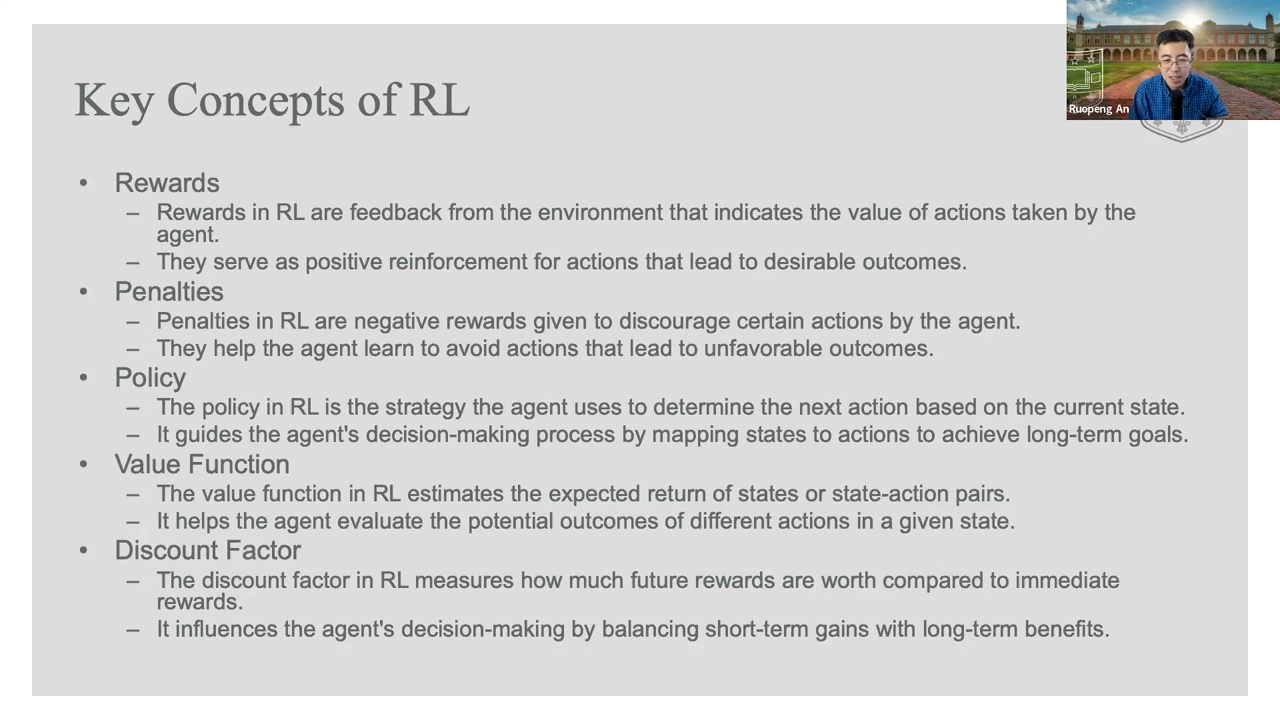 Key Concepts of RL
Ruopeng An
• Rewards
– Rewards in RL are feedback from the environment that indicates the value of actions taken by the
agent.
– They serve as positive reinforcement for actions that lead to desirable outcomes.
• Penalties
– Penalties in RL are negative rewards given to discourage certain actions by the agent.
– They help the agent learn to avoid actions that lead to unfavorable outcomes.
• Policy
– The policy in RL is the strategy the agent uses to determine the next action based on the current state.
– It guides the agent's decision-making process by mapping states to actions to achieve long-term goals.
• Value Function
– The value function in RL estimates the expected return of states or state-action pairs.
– It helps the agent evaluate the potential outcomes of different actions in a given state.
• Discount Factor
– The discount factor in RL measures how much future rewards are worth compared to immediate
rewards.
– It influences the agent's decision-making by balancing short-term gains with long-term benefits.